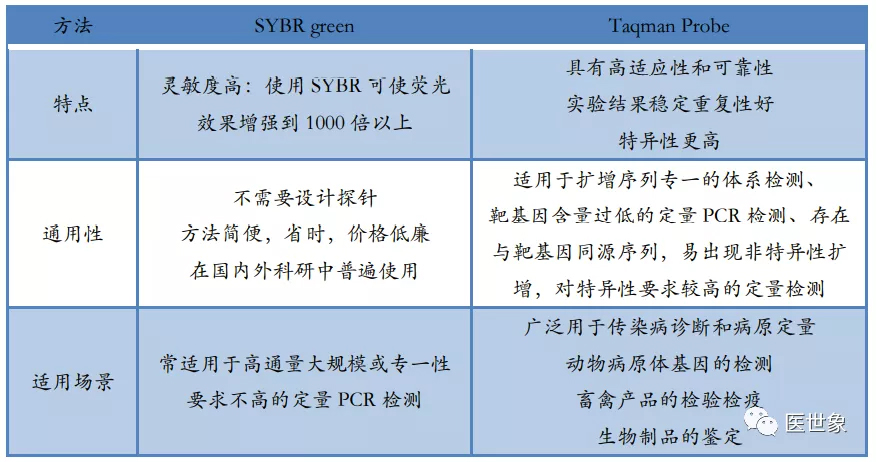 方法
SYBR green
Taqman Probe
特点
灵敏度高：使用 SYBR 可使荧光
效果增强到 1000 倍以上
具有高适应性和可靠性
实验结果稳定重复性好
特异性更高
通用性
不需要设计探针
方法简便，省时，价格低廉
在国内外科研中普遍使用
适用于扩增序列专一的体系检测、
靶基因含量过低的定量 PCR 检测、存在
与靶基因同源序列，易出现非特异性扩
增，对特异性要求较高的定量检测
适用场景
常适用于高通量大规模或专一性
要求不高的定量 PCR 检测
广泛用于传染病诊断和病原定量
动物病原体基因的检测
畜禽产品的检验检疫
生物制品的鉴定
医世象